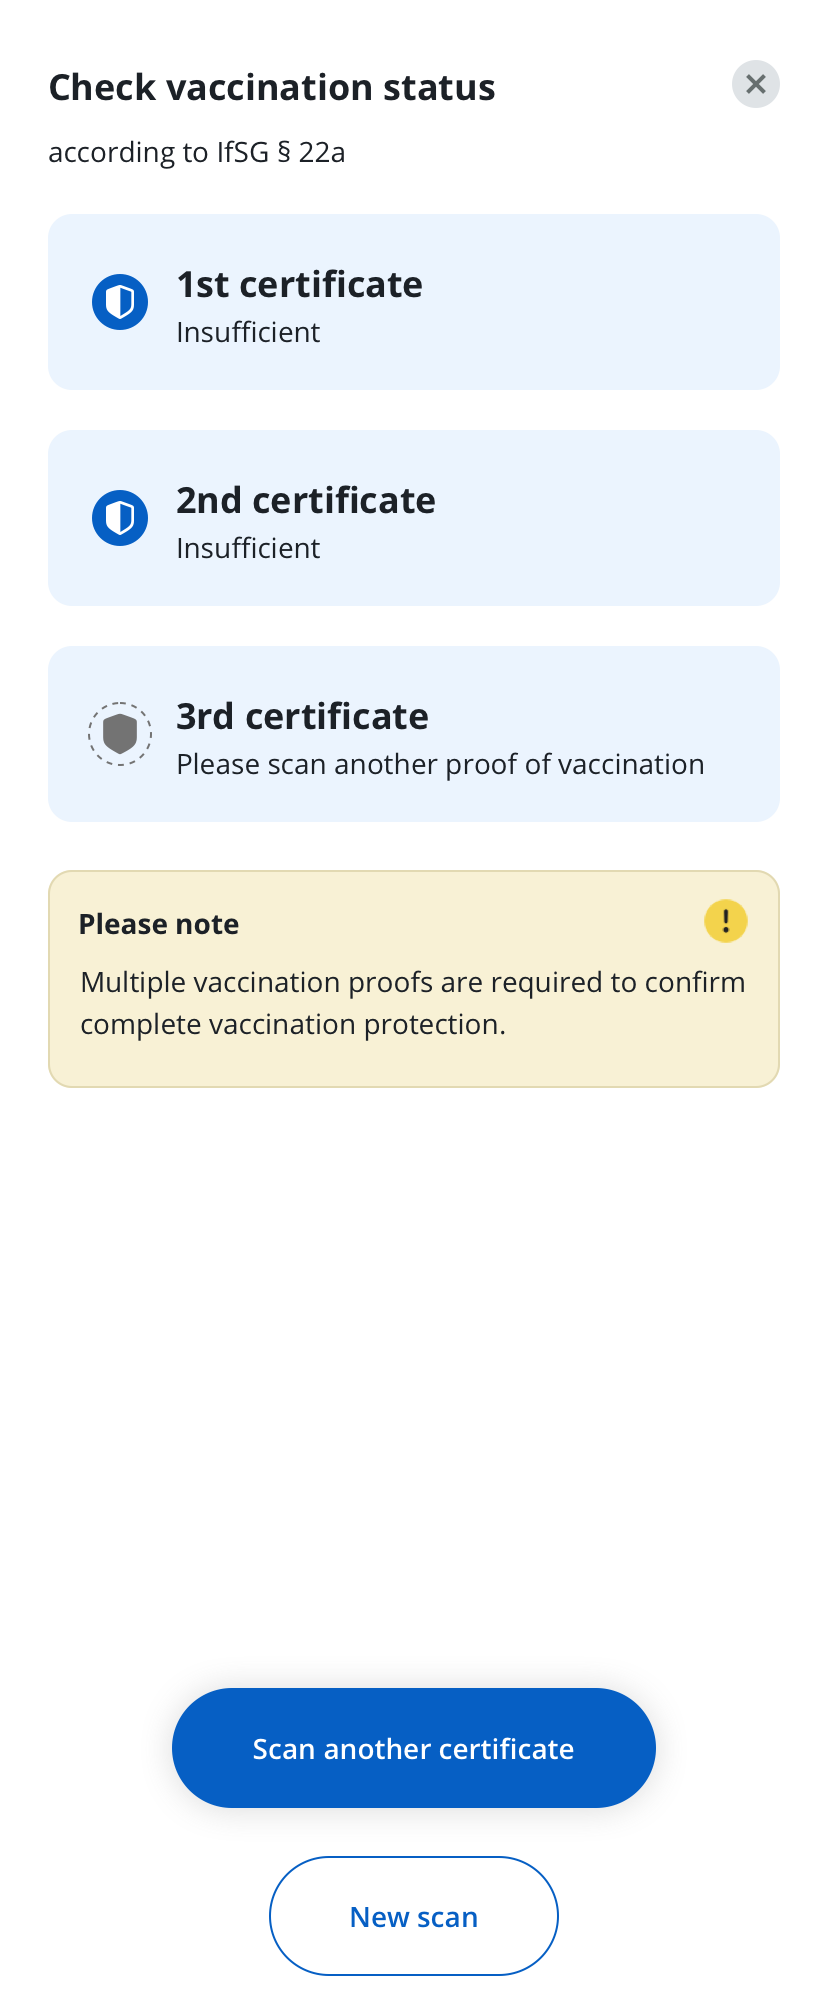 Check vaccination status
according to IfSG § 22a
1st certificate
Insufficient
2nd certificate
Insufficient
3rd certificate
Please scan another proof of vaccination
Please note
Multiple vaccination proofs are required to confirm
complete vaccination protection.
Scan another certificate
New scan